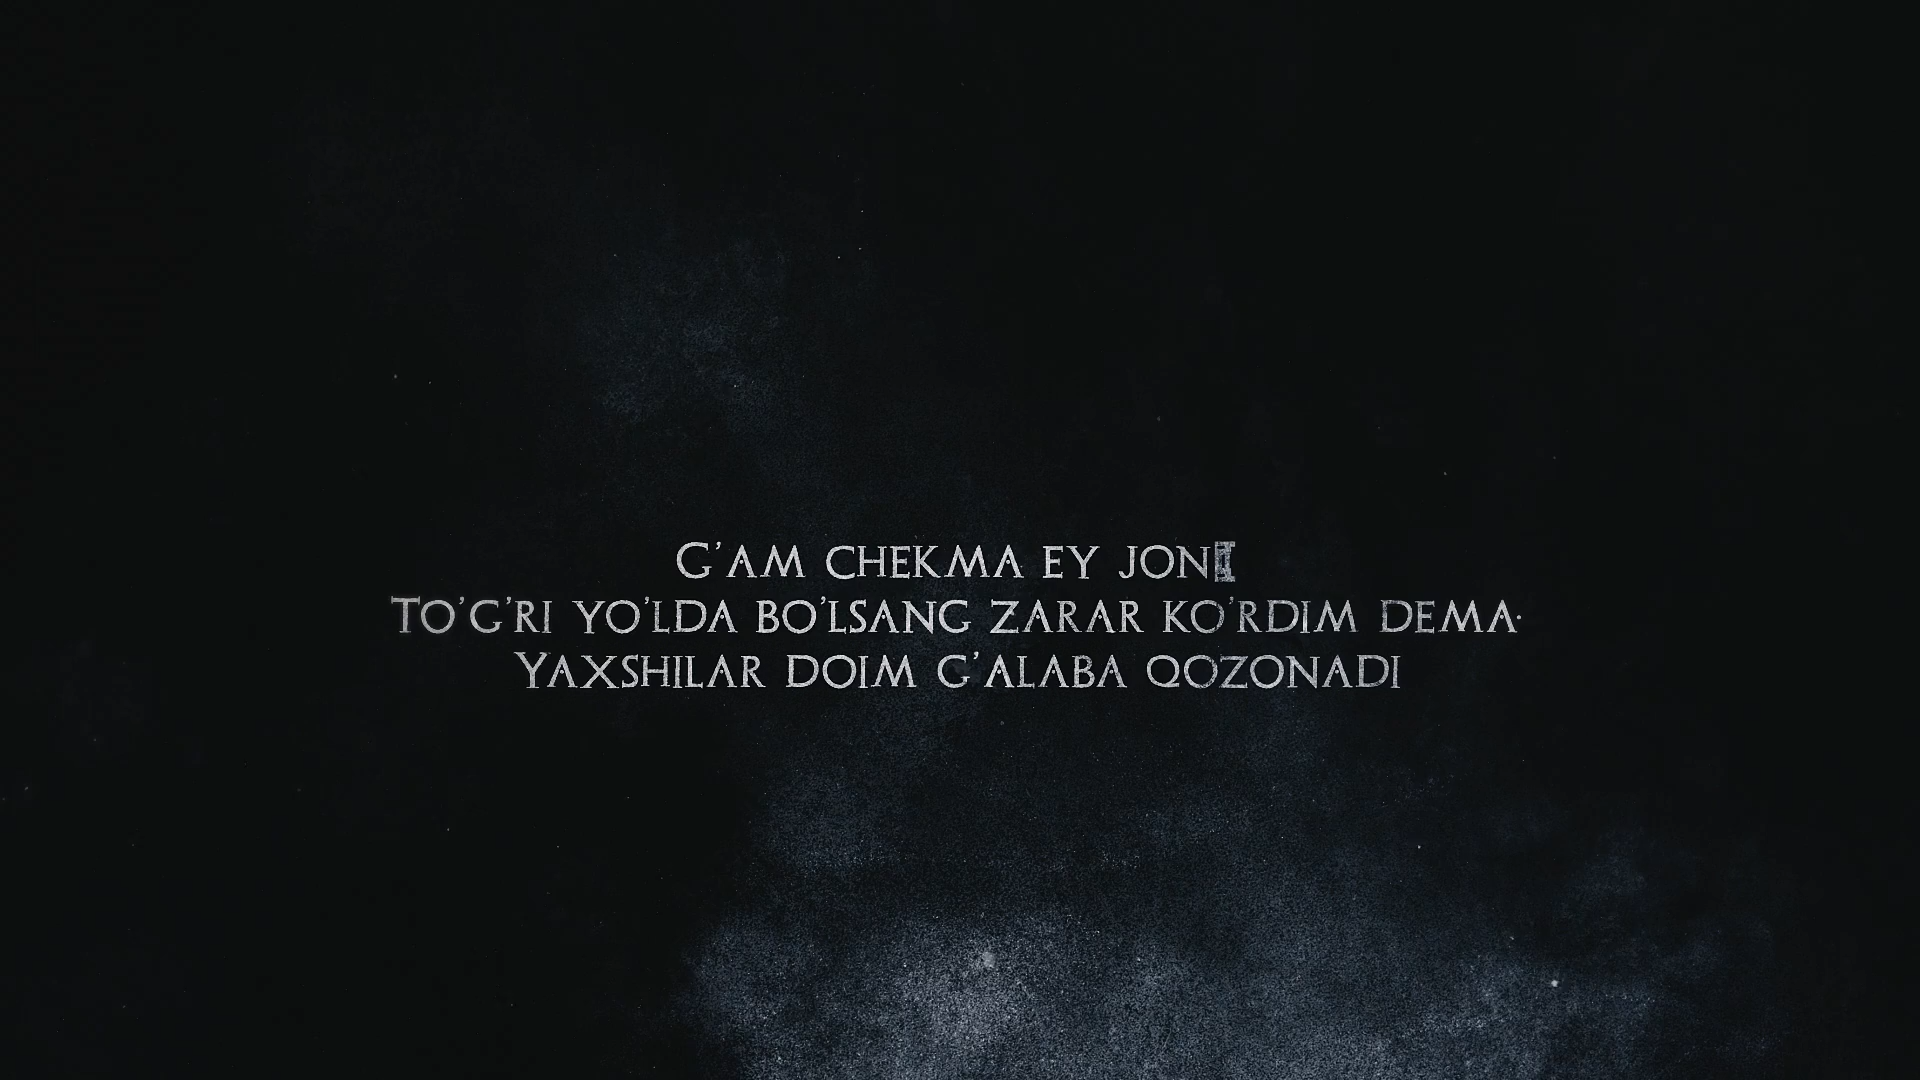 G'AM CHEKMA EY JON
TO'G'RI YO'LDA BO'LSANG ZARAR KO'RDIM DEMA.
YAXSHILAR DOIM G'ALABA QOZONADI